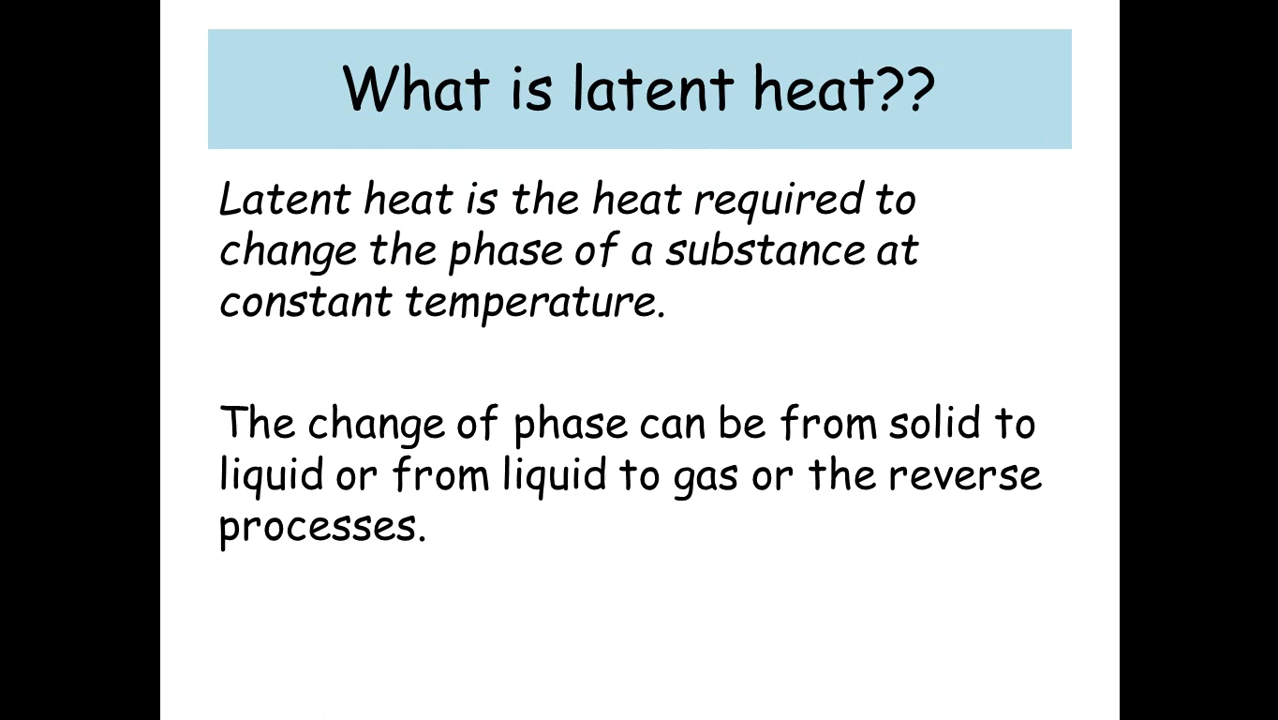 What is latent heat??
Latent heat is the heat required to
change the phase of a substance at
constant temperature.
The change of phase can be from solid to
liquid or from liquid to gas or the reverse
processes.